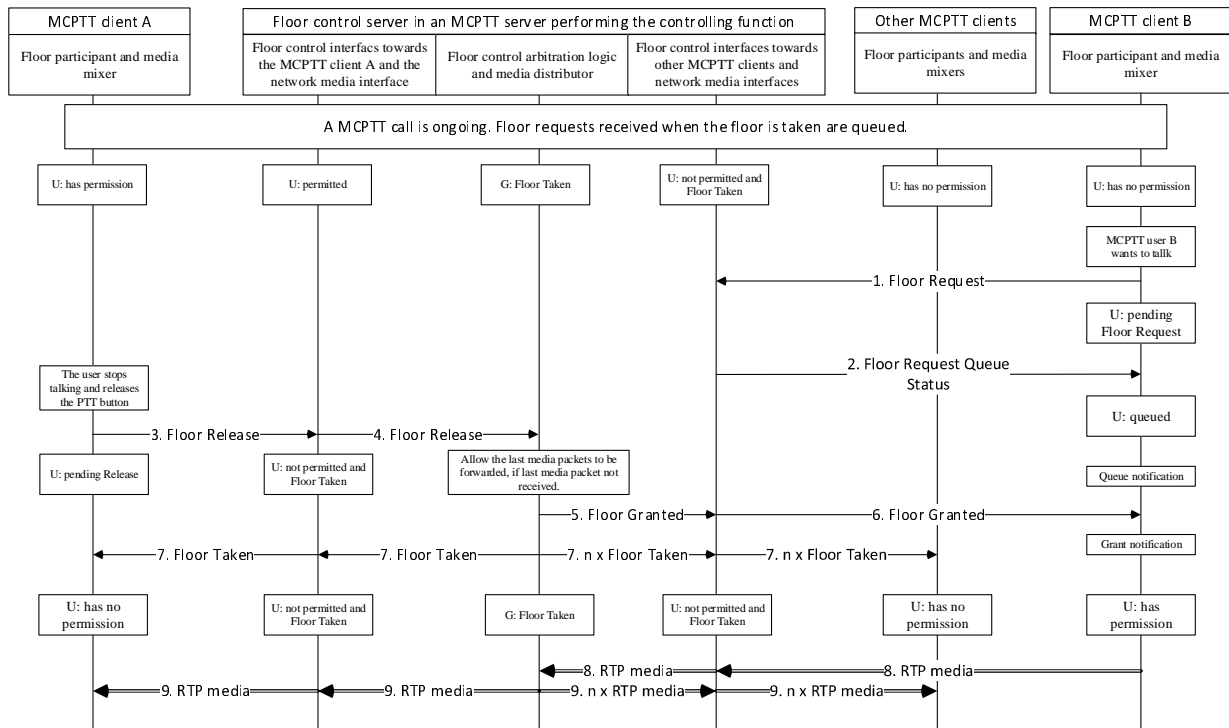 MCPTT client A
Floor control server in an MCPTT server performing the controlling function
Other MCPTT clients
MCPTT client B
Floor participant and media
mixer
Floor control interfacs towards
the MCPTT client A and the
network media interface
Floor control arbitration logic
and media distributor
Floor control interfaces towards
other MCPTT clients and
network media interfaces
Floor participants and media
mixers
Floor participant and media
mixer
A MCPTT call is ongoing. Floor requests received when the floor is taken are queued.
U: has permission
U: permitted
G: Floor Taken
U: not permitted and
Floor Taken
U: has no permission
U: has no permission
MCPTT user B
wants to tallk
1. Floor Request
U: pending
Floor Request
2. Floor Request Queue
Status
The user stops
talking and releases
the PTT button
U: queued
3. Floor Release
4. Floor Release
U: pending Release
U: not permitted and
Floor Taken
Allow the last media packets to be
forwarded, if last media packet not
received.
Queue notification
5. Floor Granted
6. Floor Granted
Grant notification
7. Floor Taken
7. Floor Taken
7. n x Floor Taken
7. n x Floor Taken
U: has no
permission
U: not permitted and
Floor Taken
G: Floor Taken
U: not permitted and
Floor Taken
U: has no
permission
U: has
permission
8. RTP media
8. RTP media
9. RTP media
9. RTP media
9. n x RTP media
9. n x RTP media